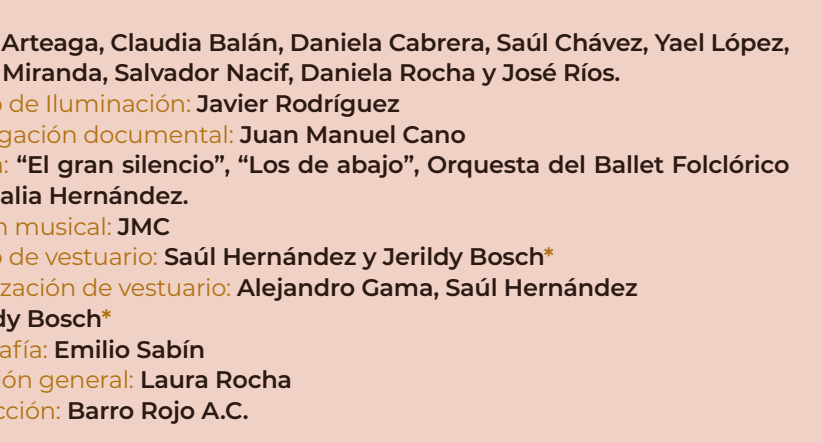 Arteaga, Claudia Balán, Daniela Cabrera, Saúl Chávez, Yael López,
Miranda, Salvador Nacif, Daniela Rocha y José Ríos.
de Iluminación: Javier Rodríguez
gación documental: Juan Manuel Cano
: “El gran silencio”, “Los de abajo”, Orquesta del Ballet Folclórico
alia Hernández.
n musical: JMC
o de vestuario: Saúl Hernández y Jerildy Bosch*
zación de vestuario: Alejandro Gama, Saúl Hernández
dy Bosch*
afía: Emilio Sabín
ión general: Laura Rocha
cción: Barro Rojo A.C.